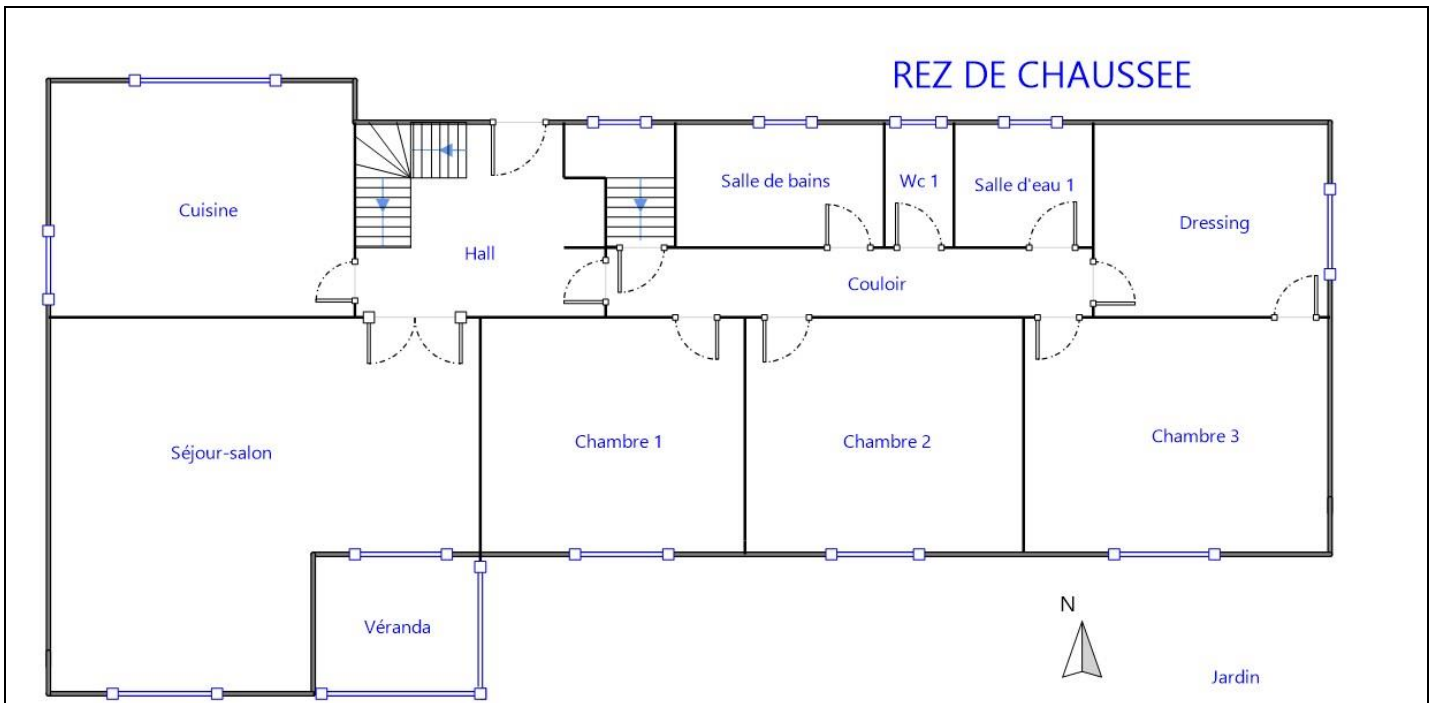 REZ DE CHAUSSEE
Cuisine
Hall
Salle de bains
Wc 1
Salle d'eau 1
Dressing
Couloir
Séjour-salon
Chambre 1
Chambre 2
Chambre 3
Véranda
N
Jardin